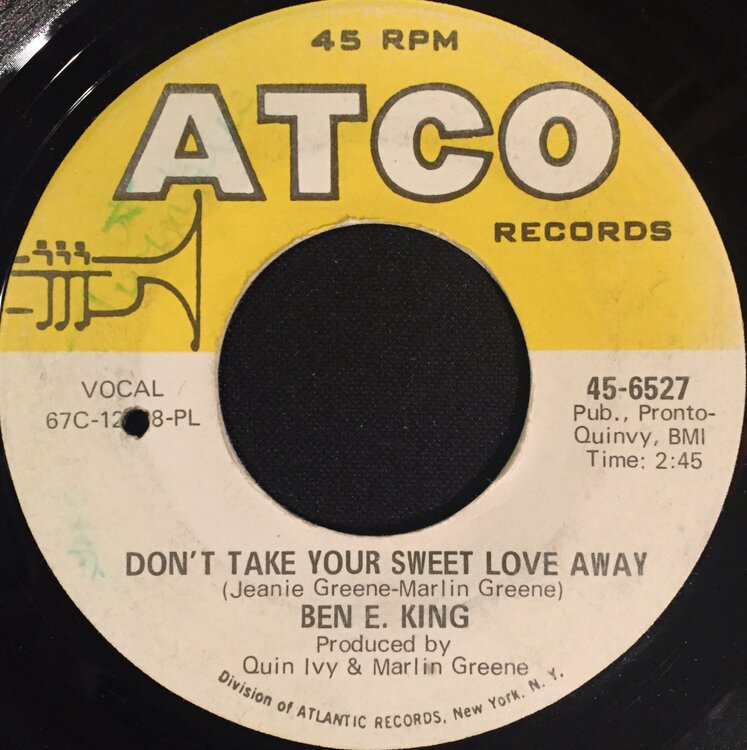 45 RPM
ATCO
RECORDS
VOCAL
45-6527
Pub., Pronto-
Quinvy, BMI
Time: 2:45
DON'T TAKE YOUR SWEET LOVE AWAY
(Jeanie Greene-Marlin Greene)
BEN E. KING
Produced by
Quin Ivy & Marlin Greene
Division of ATLANTIC RECORDS, New York, N. Y.